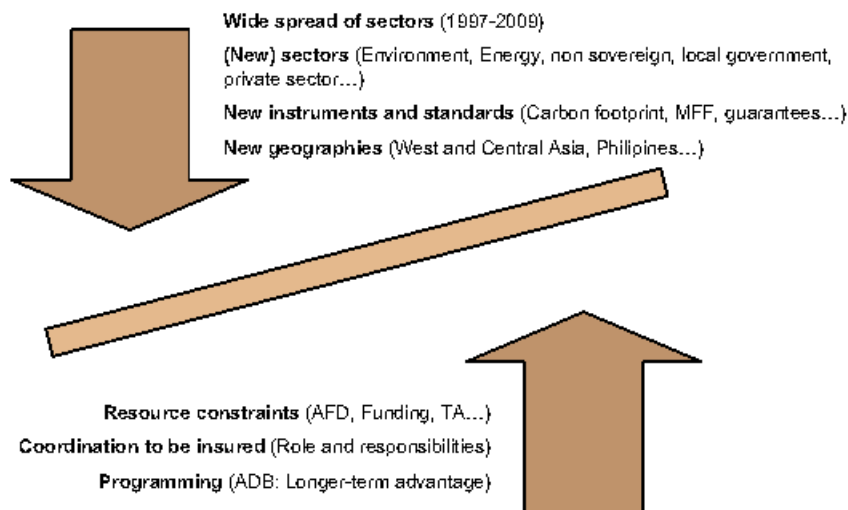 Wide spread of sectors (1997-2009)
(New) sectors (Environment, Energy, non sovereign, local government,
private sector…)
New instruments and standards (Carbon footprint, MFF, guarantees…)
New geographies (West and Central Asia, Philipines…)
Resource constraints (AFD, Funding, TA…)
Coordination to be insured (Role and responsibilities)
Programming (ADB: Longer-term advantage)